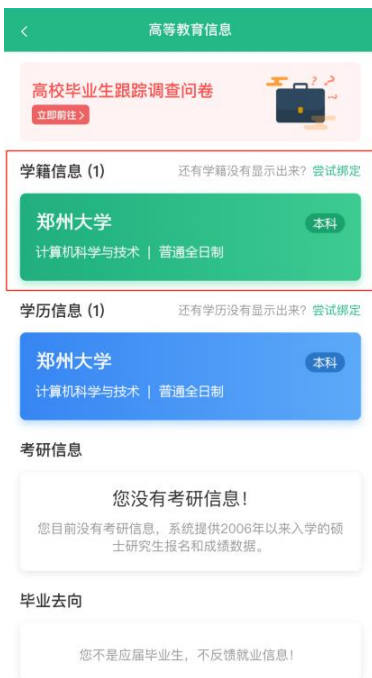 高等教育信息
高校毕业生跟踪调查问卷
立即前往>
学籍信息 (1) 还有学籍没有显示出来? 尝试绑定
郑州大学 本科
计算机科学与技术 | 普通全日制
学历信息 (1) 还有学历没有显示出来? 尝试绑定
郑州大学 本科
计算机科学与技术 | 普通全日制
考研信息
您没有考研信息!
您目前没有考研信息，系统提供2006年以来入学的硕
士研究生报名和成绩数据。
毕业去向
您不是应届毕业生，不反馈就业信息!